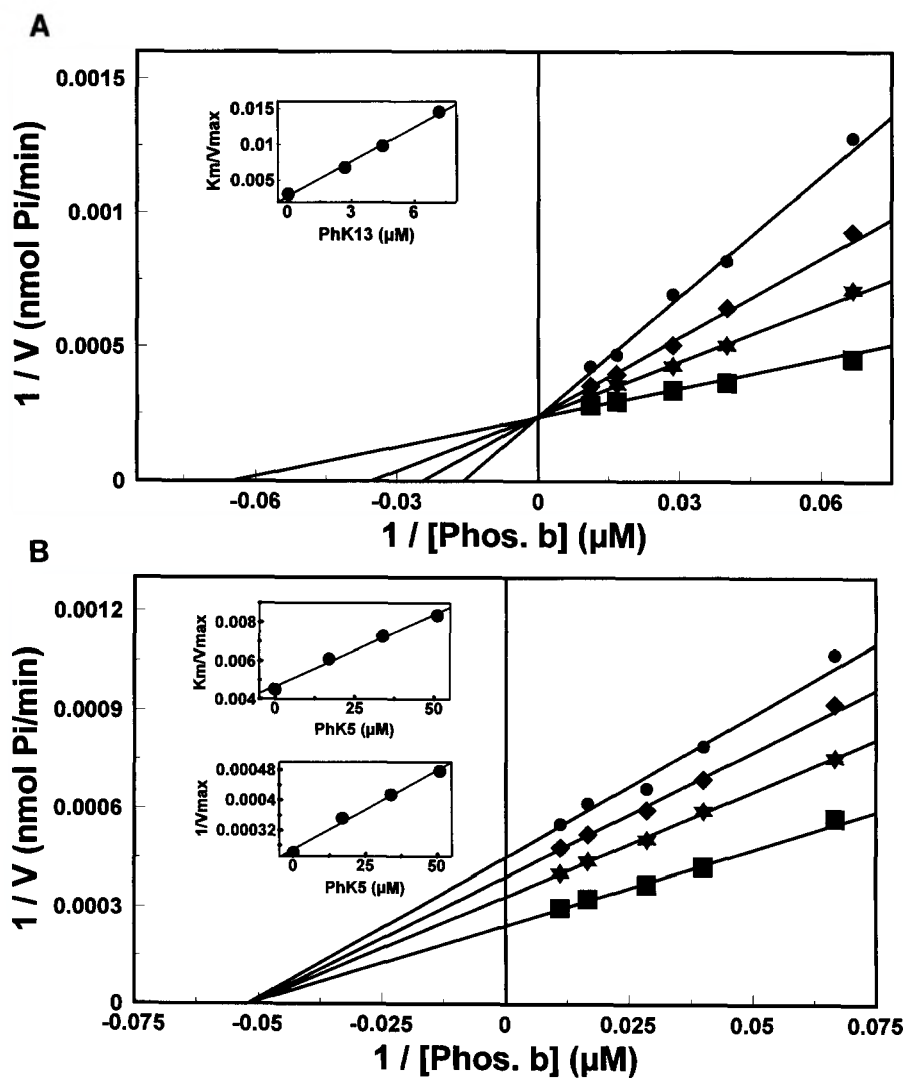 A
0.0015
0.001
0.0005
0
1 / V (nmol Pi/min)
0.015
0.01
0.005
Km/Vmax
0 3 6
PhK13 (µM)
-0.06 -0.03 0 0.03 0.06
1 / [Phos. b] (µM)
B
0.0012
0.0009
0.0006
0.0003
0
1 / V (nmol Pi/min)
0.008
0.006
0.004
Km/Vmax
0 25 50
PhK5 (µM)
0.00048
0.0004
0.00032
1/Vmax
0 25 50
PhK5 (µM)
-0.075 -0.05 -0.025 0 0.025 0.05 0.075
1 / [Phos. b] (µM)